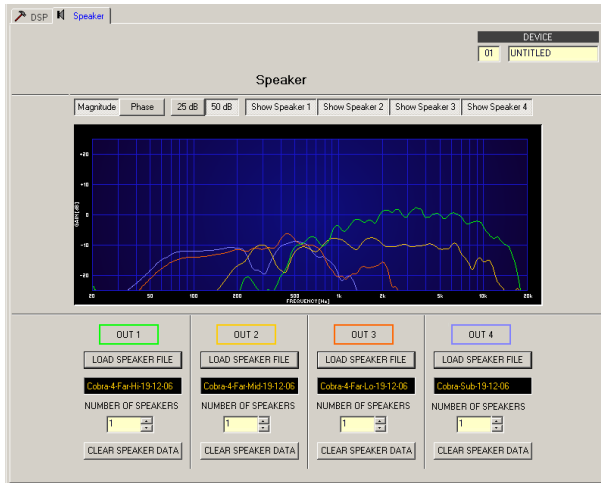 DSP Speaker
DEVICE
01 UNTITLED
Speaker
Magnitude Phase 25 dB 50 dB Show Speaker 1 Show Speaker 2 Show Speaker 3 Show Speaker 4
+20
+10
0
-10
-20
GAIN[dB]
20 50 100 200 500 1k 2k 5k 10k 20k
FREQUENCY[Hz]
OUT 1 OUT 2 OUT 3 OUT 4
LOAD SPEAKER FILE LOAD SPEAKER FILE LOAD SPEAKER FILE LOAD SPEAKER FILE
Cobra-4-Far-Hi-19-12-06 Cobra-4-Far-Mid-19-12-06 Cobra-4-Far-Lo-19-12-06 Cobra-Sub-19-12-06
NUMBER OF SPEAKERS NUMBER OF SPEAKERS NUMBER OF SPEAKERS NUMBER OF SPEAKERS
1 1 1 1
CLEAR SPEAKER DATA CLEAR SPEAKER DATA CLEAR SPEAKER DATA CLEAR SPEAKER DATA